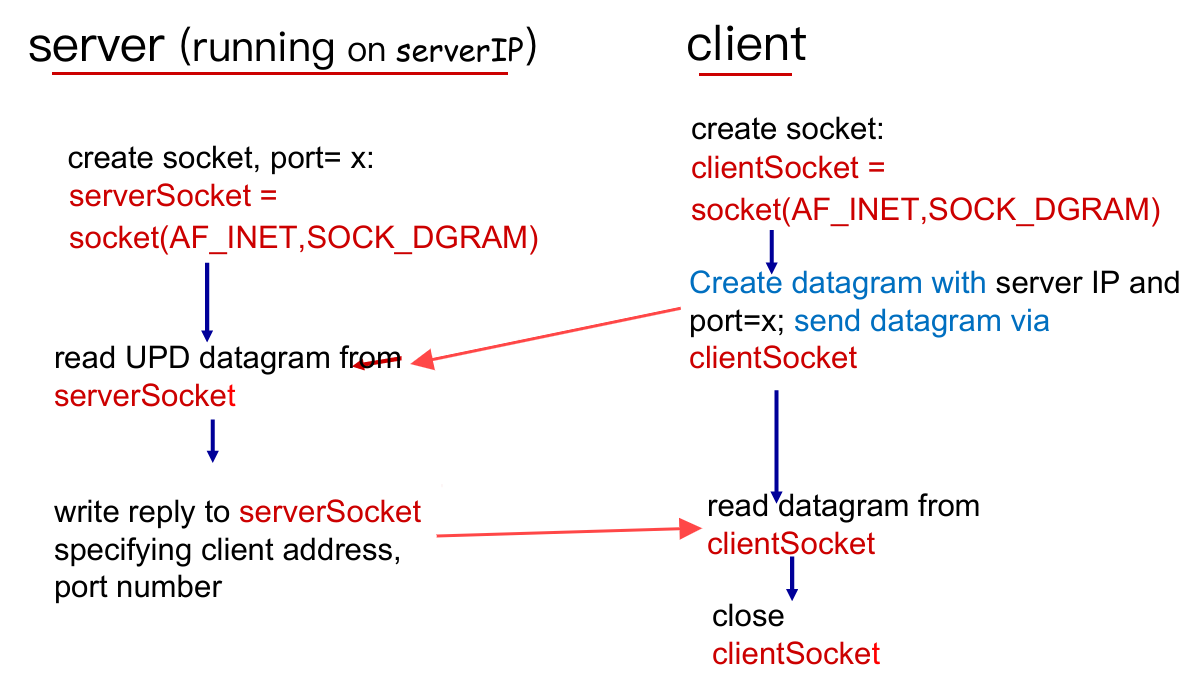 server (running on serverIP)
create socket, port= x:
serverSocket =
socket(AF_INET,SOCK_DGRAM)
read UPD datagram from
serverSocket
write reply to serverSocket
specifying client address,
port number
client
create socket:
clientSocket =
socket(AF_INET,SOCK_DGRAM)
Create datagram with server IP and
port=x; send datagram via
clientSocket
read datagram from
clientSocket
close
clientSocket